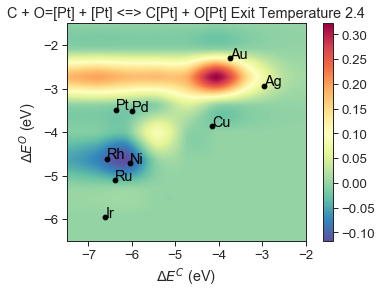 C + O=[Pt] + [Pt] <=> C[Pt] + O[Pt] Exit Temperature 2.4
ΔE^O (eV)
−2
−3
−4
−5
−6
Au
Ag
Pt
Pd
Cu
Rh
Ni
Ru
Ir
−7
−6
−5
−4
−3
−2
ΔE^C (eV)
0.30
0.25
0.20
0.15
0.10
0.05
0.00
−0.05
−0.10